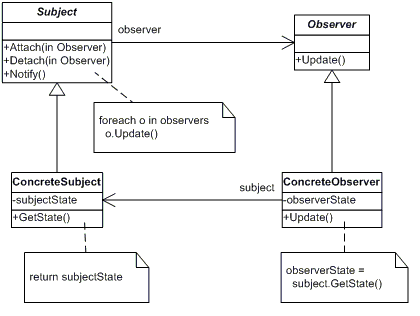 Subject
+Attach(in Observer)
+Detach(in Observer)
+Notify()
observer
Observer
+Update()
foreach o in observers
o.Update()
ConcreteSubject
-subjectState
+GetState()
subject
ConcreteObserver
-observerState
+Update()
return subjectState
observerState =
subject.GetState()